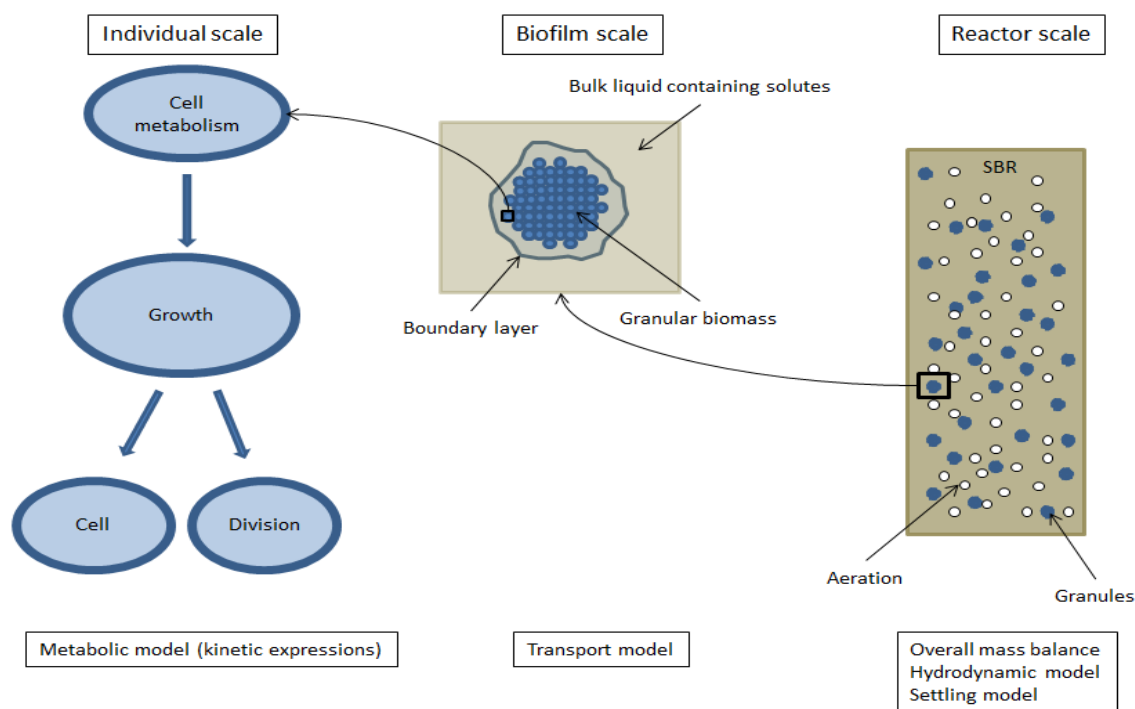 Individual scale
Biofilm scale
Reactor scale
Cell
metabolism
Growth
Cell
Division
Metabolic model (kinetic expressions)
Bulk liquid containing solutes
Boundary layer
Granular biomass
Transport model
SBR
Aeration
Granules
Overall mass balance
Hydrodynamic model
Settling model